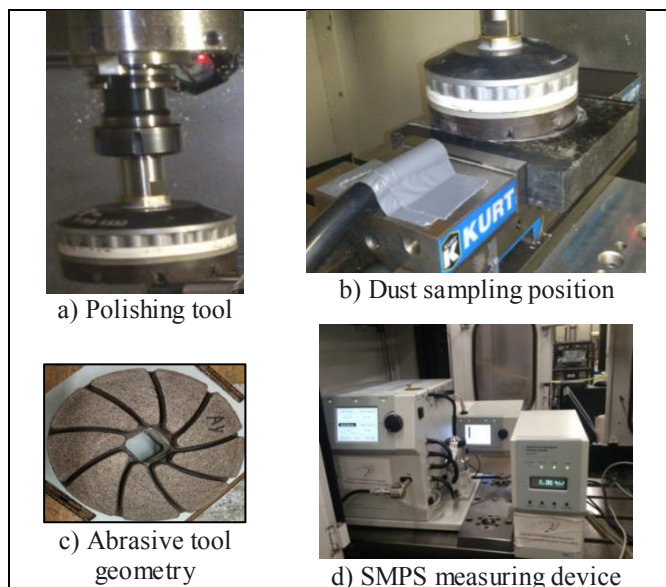 a) Polishing tool
KURT
b) Dust sampling position
c) Abrasive tool
geometry
d) SMPS measuring device